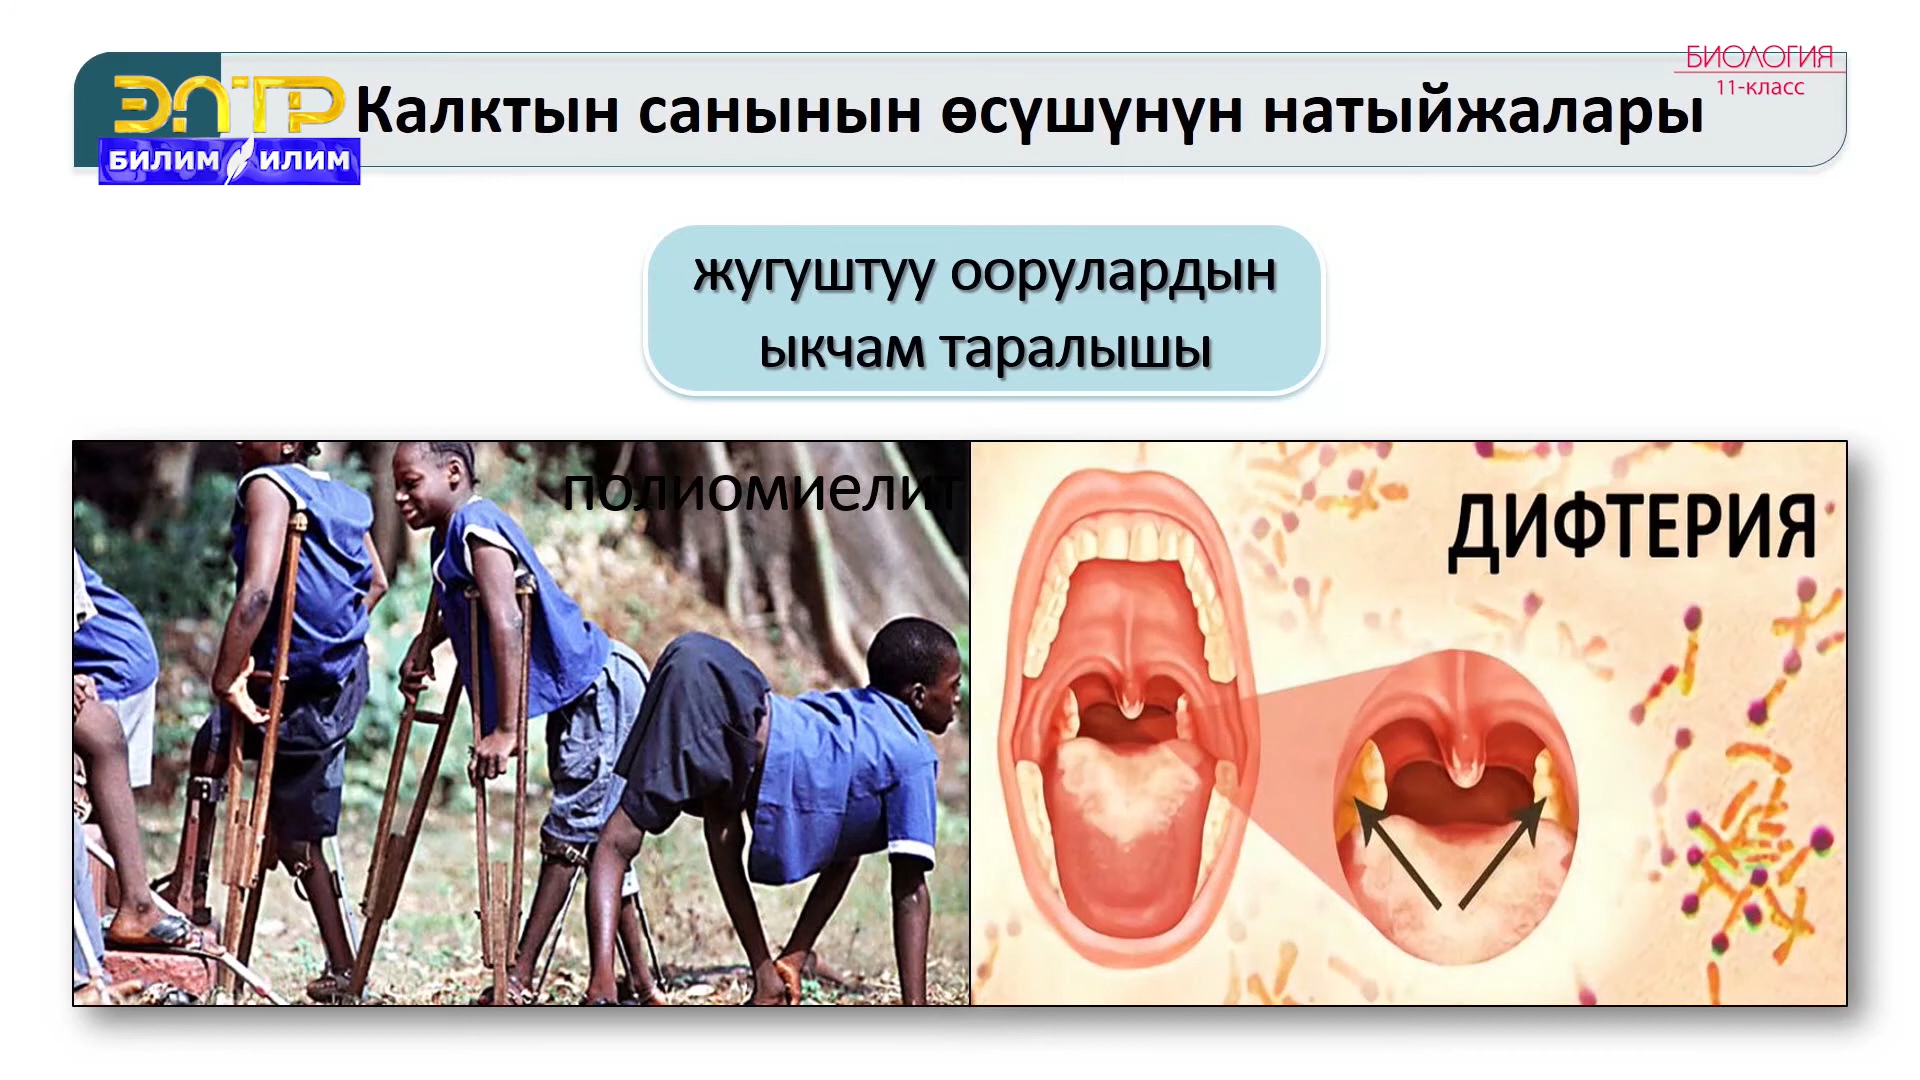 БИОЛОГИЯ
11-класс
ЭЛТР
БИЛИМ ИЛИМ
Калктын санынын өсүшүнүн натыйжалары
жугуштуу оорулардын
ыкчам таралышы
полиомиелит
ДИФТЕРИЯ